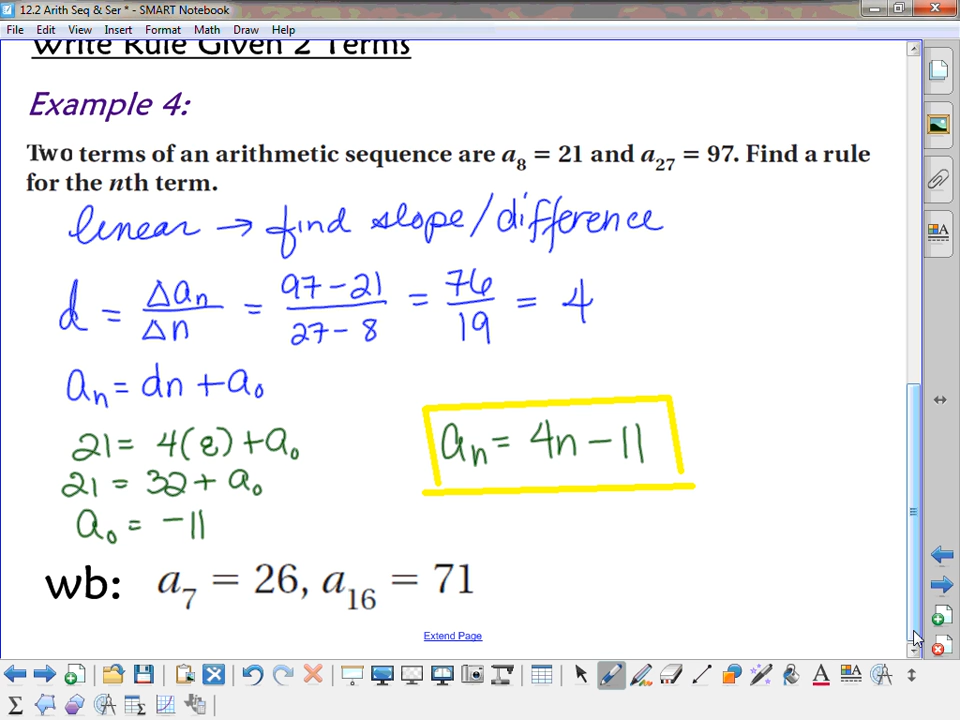 12.2 Arith Seq & Ser * - SMART Notebook
File Edit View Insert Format Math Draw Help
Write Rule Given 2 Terms
Example 4:
Two terms of an arithmetic sequence are a₈ = 21 and a₂₇ = 97. Find a rule
for the nth term.
linear → find slope/difference
d = Δaₙ/Δn = 97-21/27-8 = 76/19 = 4
aₙ = dn + a₀
21 = 4(8) + a₀
aₙ = 4n - 11
21 = 32 + a₀
a₀ = -11
wb: a₇ = 26, a₁₆ = 71
Extend Page